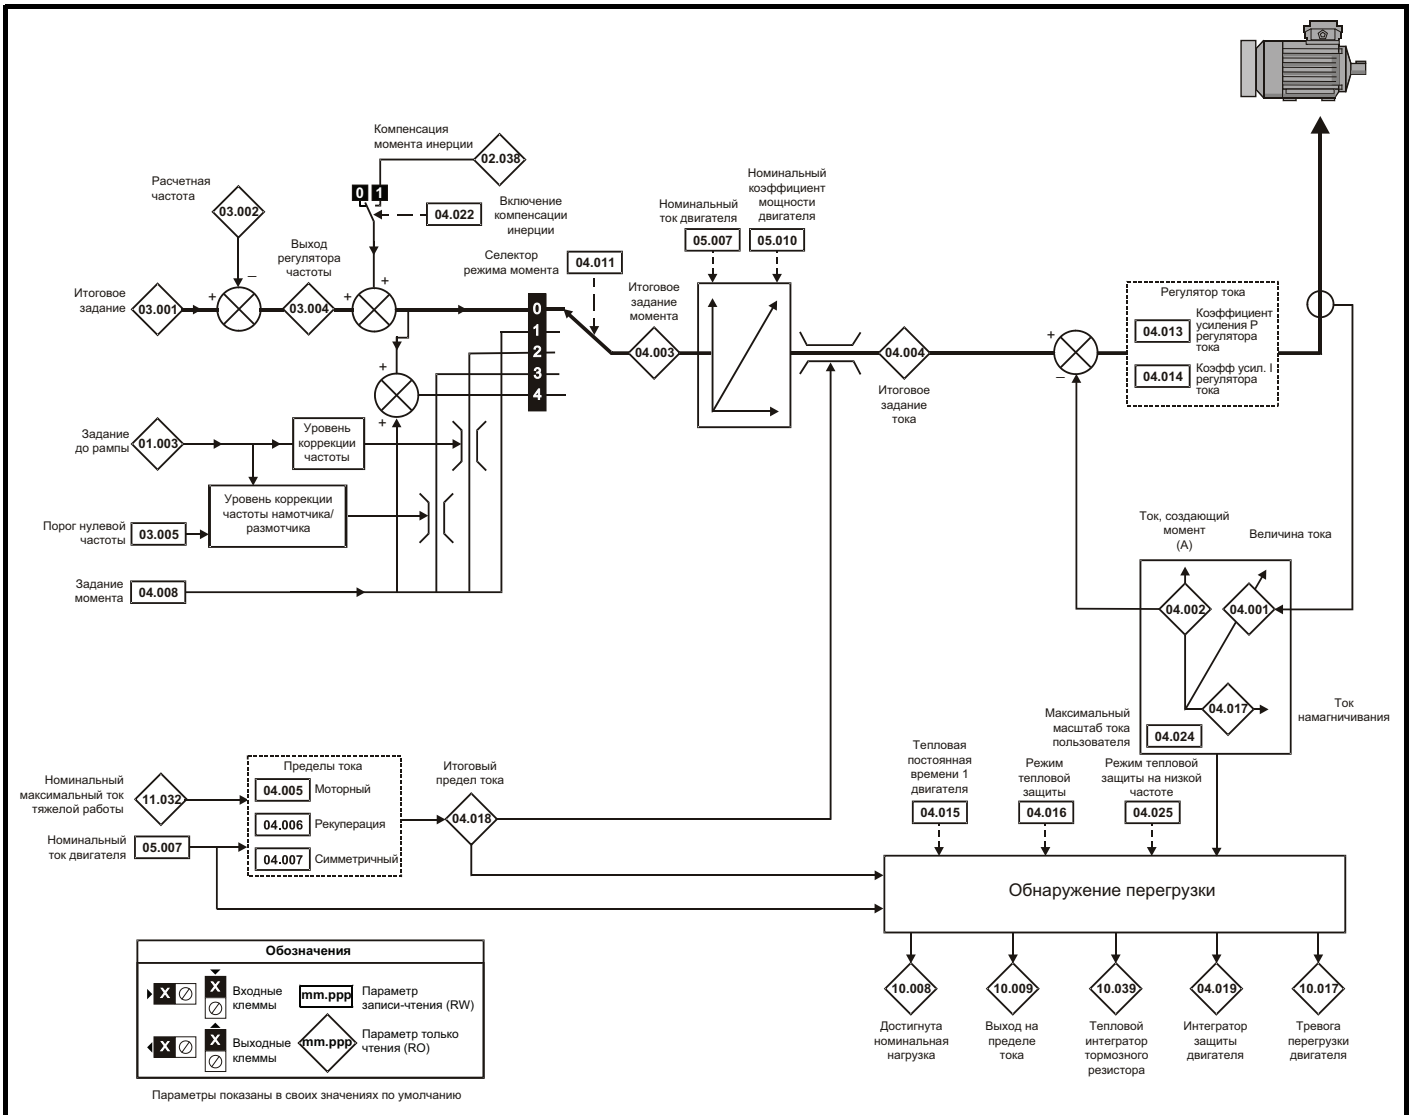 Компенсация
момента инерции
02.038
0 1
04.022
Включение
компенсации
инерции
Расчетная
частота
03.002
–
Выход
регулятора
частоты
Итоговое
задание
03.001
+
03.004
+
+
Селектор
режима момента
04.011
Номинальный
ток двигателя
05.007
Номинальный
коэффициент
мощности
двигателя
05.010
0
1
2
3
4
Итоговое
задание
момента
04.003
04.004
Итоговое
задание
тока
+
–
Регулятор тока
04.013
Коэффициент
усиления P
регулятора
тока
04.014
Коэфф усил. I
регулятора
тока
+
+
Задание
до рампы
01.003
Уровень
коррекции
частоты
Уровень коррекции
частоты намотчика/
размотчика
Порог нулевой
частоты
03.005
Задание
момента
04.008
Ток, создающий
момент
(A)
Величина тока
04.002
04.001
04.017
Ток
намагничивания
Максимальный
масштаб тока
пользователя
04.024
Номинальный
максимальный ток
тяжелой работы
11.032
Номинальный
ток двигателя
05.007
Пределы тока
04.005 Моторный
04.006 Рекуперация
04.007 Симметричный
Итоговый
предел тока
04.018
Тепловая
постоянная
времени 1
двигателя
04.015
Режим
тепловой
защиты
04.016
Режим тепловой
защиты на низкой
частоте
04.025
Обнаружение перегрузки
10.008
Достигнута
номинальная
нагрузка
10.009
Выход на
пределе
тока
10.039
Тепловой
интегратор
тормозного
резистора
04.019
Интегратор
защиты
двигателя
10.017
Тревога
перегрузки
двигателя
Обозначения
X
X
Входные
клеммы
mm.ppp
Параметр
записи-чтения (RW)
X
X
Выходные
клеммы
mm.ppp
Параметр только
чтения (RO)
Параметры показаны в своих значениях по умолчанию